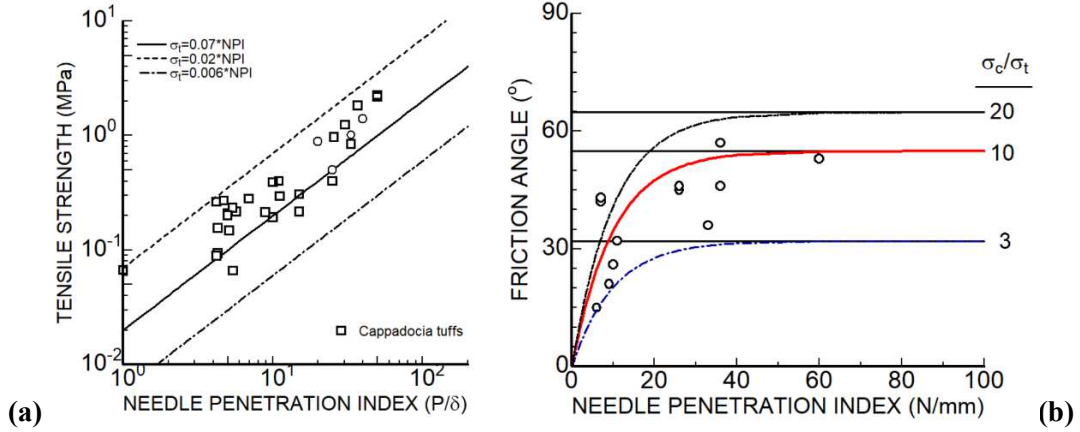 10¹
10⁰
10⁻¹
10⁻²
TENSILE STRENGTH (MPa)
σt=0.07*NPI
σt=0.02*NPI
σt=0.006*NPI
Cappadocia tuffs
10⁰ 10¹ 10²
NEEDLE PENETRATION INDEX (P/δ)
(a)
90
60
30
0
FRICTION ANGLE (°)
σc/σt
20
10
3
0 20 40 60 80 100
NEEDLE PENETRATION INDEX (N/mm)
(b)